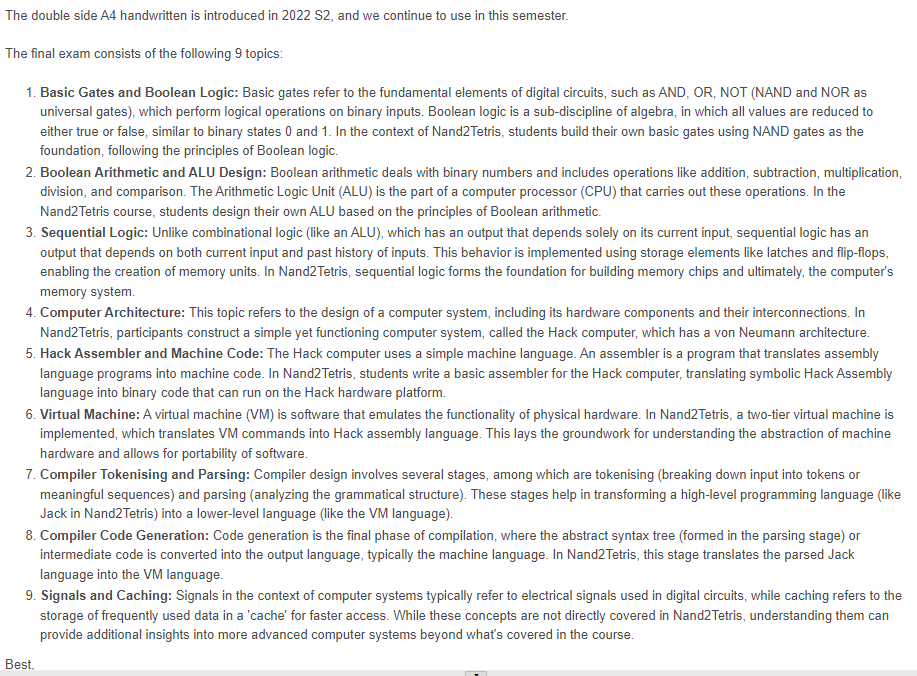 The double side A4 handwritten is introduced in 2022 S2, and we continue to use in this semester.
The final exam consists of the following 9 topics:
1. Basic Gates and Boolean Logic: Basic gates refer to the fundamental elements of digital circuits, such as AND, OR, NOT (NAND and NOR as
universal gates), which perform logical operations on binary inputs. Boolean logic is a sub-discipline of algebra, in which all values are reduced to
either true or false, similar to binary states 0 and 1. In the context of Nand2Tetris, students build their own basic gates using NAND gates as the
foundation, following the principles of Boolean logic.
2. Boolean Arithmetic and ALU Design: Boolean arithmetic deals with binary numbers and includes operations like addition, subtraction, multiplication,
division, and comparison. The Arithmetic Logic Unit (ALU) is the part of a computer processor (CPU) that carries out these operations. In the
Nand2Tetris course, students design their own ALU based on the principles of Boolean arithmetic.
3. Sequential Logic: Unlike combinational logic (like an ALU), which has an output that depends solely on its current input, sequential logic has an
output that depends on both current input and past history of inputs. This behavior is implemented using storage elements like latches and flip-flops,
enabling the creation of memory units. In Nand2Tetris, sequential logic forms the foundation for building memory chips and ultimately, the computer's
memory system.
4. Computer Architecture: This topic refers to the design of a computer system, including its hardware components and their interconnections. In
Nand2Tetris, participants construct a simple yet functioning computer system, called the Hack computer, which has a von Neumann architecture.
5. Hack Assembler and Machine Code: The Hack computer uses a simple machine language. An assembler is a program that translates assembly
language programs into machine code. In Nand2Tetris, students write a basic assembler for the Hack computer, translating symbolic Hack Assembly
language into binary code that can run on the Hack hardware platform.
6. Virtual Machine: A virtual machine (VM) is software that emulates the functionality of physical hardware. In Nand2Tetris, a two-tier virtual machine is
implemented, which translates VM commands into Hack assembly language. This lays the groundwork for understanding the abstraction of machine
hardware and allows for portability of software.
7. Compiler Tokenising and Parsing: Compiler design involves several stages, among which are tokenising (breaking down input into tokens or
meaningful sequences) and parsing (analyzing the grammatical structure). These stages help in transforming a high-level programming language (like
Jack in Nand2Tetris) into a lower-level language (like the VM language).
8. Compiler Code Generation: Code generation is the final phase of compilation, where the abstract syntax tree (formed in the parsing stage) or
intermediate code is converted into the output language, typically the machine language. In Nand2Tetris, this stage translates the parsed Jack
language into the VM language.
9. Signals and Caching: Signals in the context of computer systems typically refer to electrical signals used in digital circuits, while caching refers to the
storage of frequently used data in a 'cache' for faster access. While these concepts are not directly covered in Nand2Tetris, understanding them can
provide additional insights into more advanced computer systems beyond what's covered in the course.
Best,